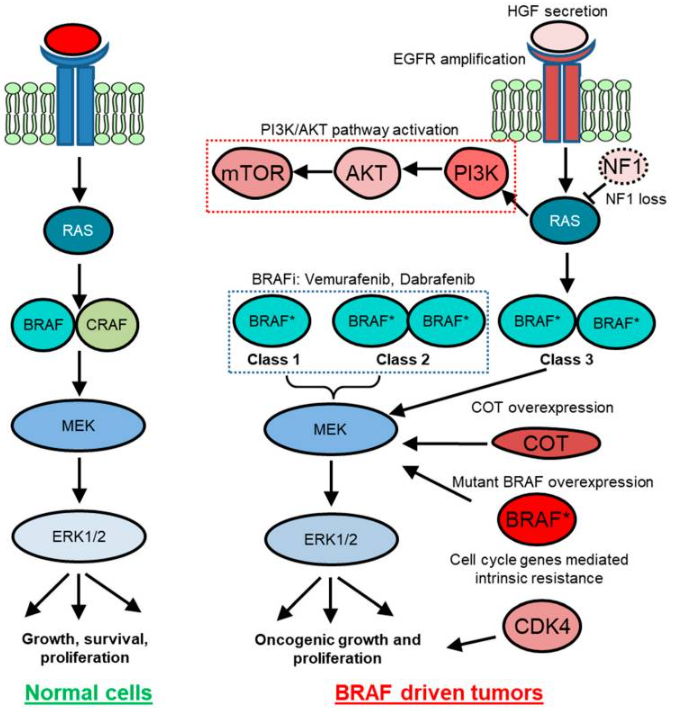 HGF secretion
EGFR amplification
PI3K/AKT pathway activation
mTOR
AKT
PI3K
NF1
NF1 loss
RAS
RAS
BRAFi: Vemurafenib, Dabrafenib
BRAF
CRAF
BRAF*
BRAF*
BRAF*
BRAF*
BRAF*
Class 1
Class 2
Class 3
COT overexpression
MEK
MEK
COT
Mutant BRAF overexpression
BRAF*
ERK1/2
ERK1/2
Cell cycle genes mediated
intrinsic resistance
CDK4
Growth, survival,
proliferation
Oncogenic growth and
proliferation
Normal cells
BRAF driven tumors